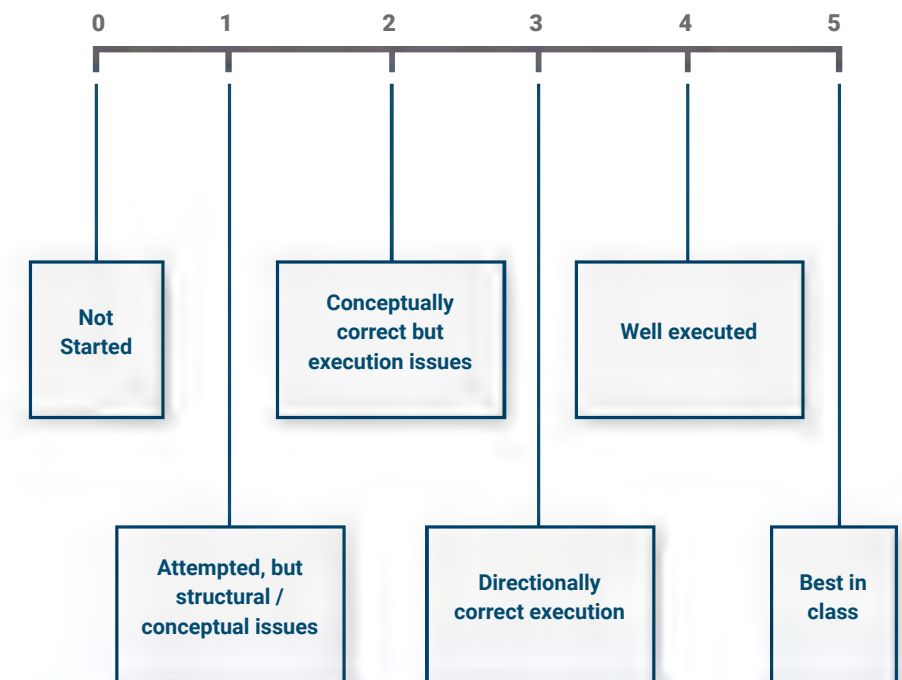 0 1 2 3 4 5
Not
Started
Conceptually
correct but
execution issues
Well executed
Attempted, but
structural /
conceptual issues
Directionally
correct execution
Best in
class